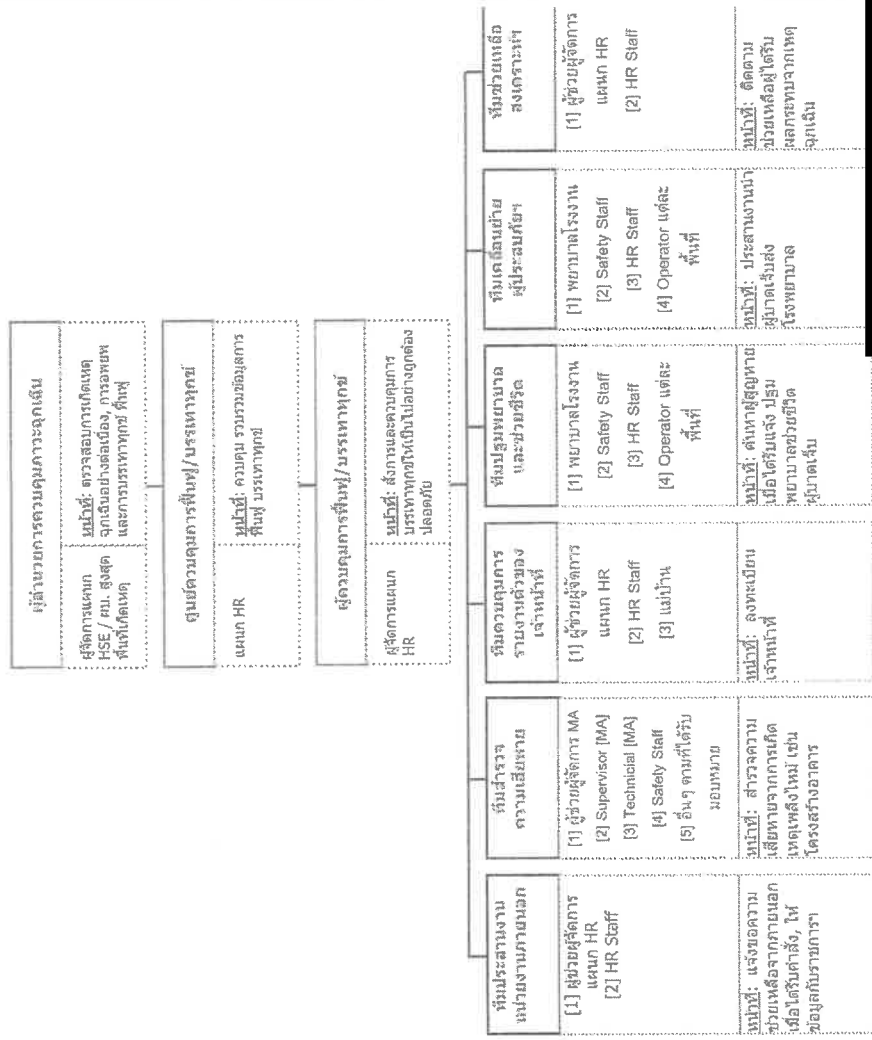 ผู้อำนวยการควบคุมภาวะฉุกเฉิน
ผู้จัดการแผนก
HSE / ผบ. สูงสุด
พื้นที่เกิดเหตุ
หน้าที่: ตรวจสอบการเกิดเหตุ
ฉุกเฉินอย่างต่อเนื่อง, การอพยพ
และการบรรเทาทุกข์ ฟื้นฟู
ศูนย์ควบคุมการฟื้นฟู/บรรเทาทุกข์
แผนก HR
หน้าที่: ควบคุม รวบรวมข้อมูลการ
ฟื้นฟู บรรเทาทุกข์
ผู้ควบคุมการฟื้นฟู/บรรเทาทุกข์
ผู้จัดการแผนก
HR
หน้าที่: สั่งการและควบคุมการ
บรรเทาทุกข์ให้เป็นไปอย่างถูกต้อง
ปลอดภัย
ทีมประสานงาน
หน่วยงานภายนอก
[1] ผู้ช่วยผู้จัดการ
แผนก HR
[2] HR Staff
หน้าที่: แจ้งขอความ
ช่วยเหลือจากภายนอก
เมื่อได้รับคำสั่ง, ให้
ข้อมูลกับราชการฯ
ทีมสำรวจ
ความเสียหาย
[1] ผู้ช่วยผู้จัดการ MA
[2] Supervisor [MA]
[3] Technicial [MA]
[4] Safety Staff
[5] อื่นๆ ตามที่ได้รับ
มอบหมาย
หน้าที่: สำรวจความ
เสียหายจากการเกิด
เหตุเพลิงไหม้ เช่น
โครงสร้างอาคาร
ทีมควบคุมการ
รายงานตัวของ
เจ้าหน้าที่
[1] ผู้ช่วยผู้จัดการ
แผนก HR
[2] HR Staff
[3] แม่บ้าน
หน้าที่: ลงทะเบียน
เจ้าหน้าที่
ทีมปฐมพยาบาล
และช่วยชีวิต
[1] พยาบาลโรงงาน
[2] Safety Staff
[3] HR Staff
[4] Operator แต่ละ
พื้นที่
หน้าที่: ค้นหาผู้สูญหาย
เมื่อได้รับแจ้ง ปฐม
พยาบาลช่วยชีวิต
ผู้บาดเจ็บ
ทีมเคลื่อนย้าย
ผู้ประสบภัยฯ
[1] พยาบาลโรงงาน
[2] Safety Staff
[3] HR Staff
[4] Operator แต่ละ
พื้นที่
หน้าที่: ประสานงานนำ
ผู้บาดเจ็บส่ง
โรงพยาบาล
ทีมช่วยเหลือ
สงเคราะห์ฯ
[1] ผู้ช่วยผู้จัดการ
แผนก HR
[2] HR Staff
หน้าที่: ติดตาม
ช่วยเหลือผู้ได้รับ
ผลกระทบจากเหตุ
ฉุกเฉิน